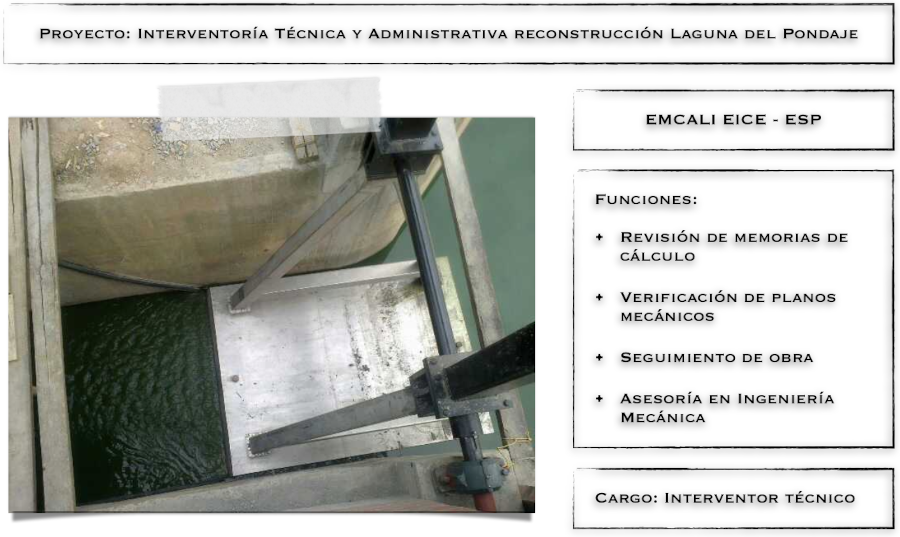 Proyecto: Interventoría Técnica y Administrativa reconstrucción Laguna del Pondaje
EMCALI EICE - ESP
Funciones:
+ Revisión de memorias de
cálculo
+ Verificación de planos
mecánicos
+ Seguimiento de obra
+ Asesoría en Ingeniería
Mecánica
Cargo: Interventor técnico